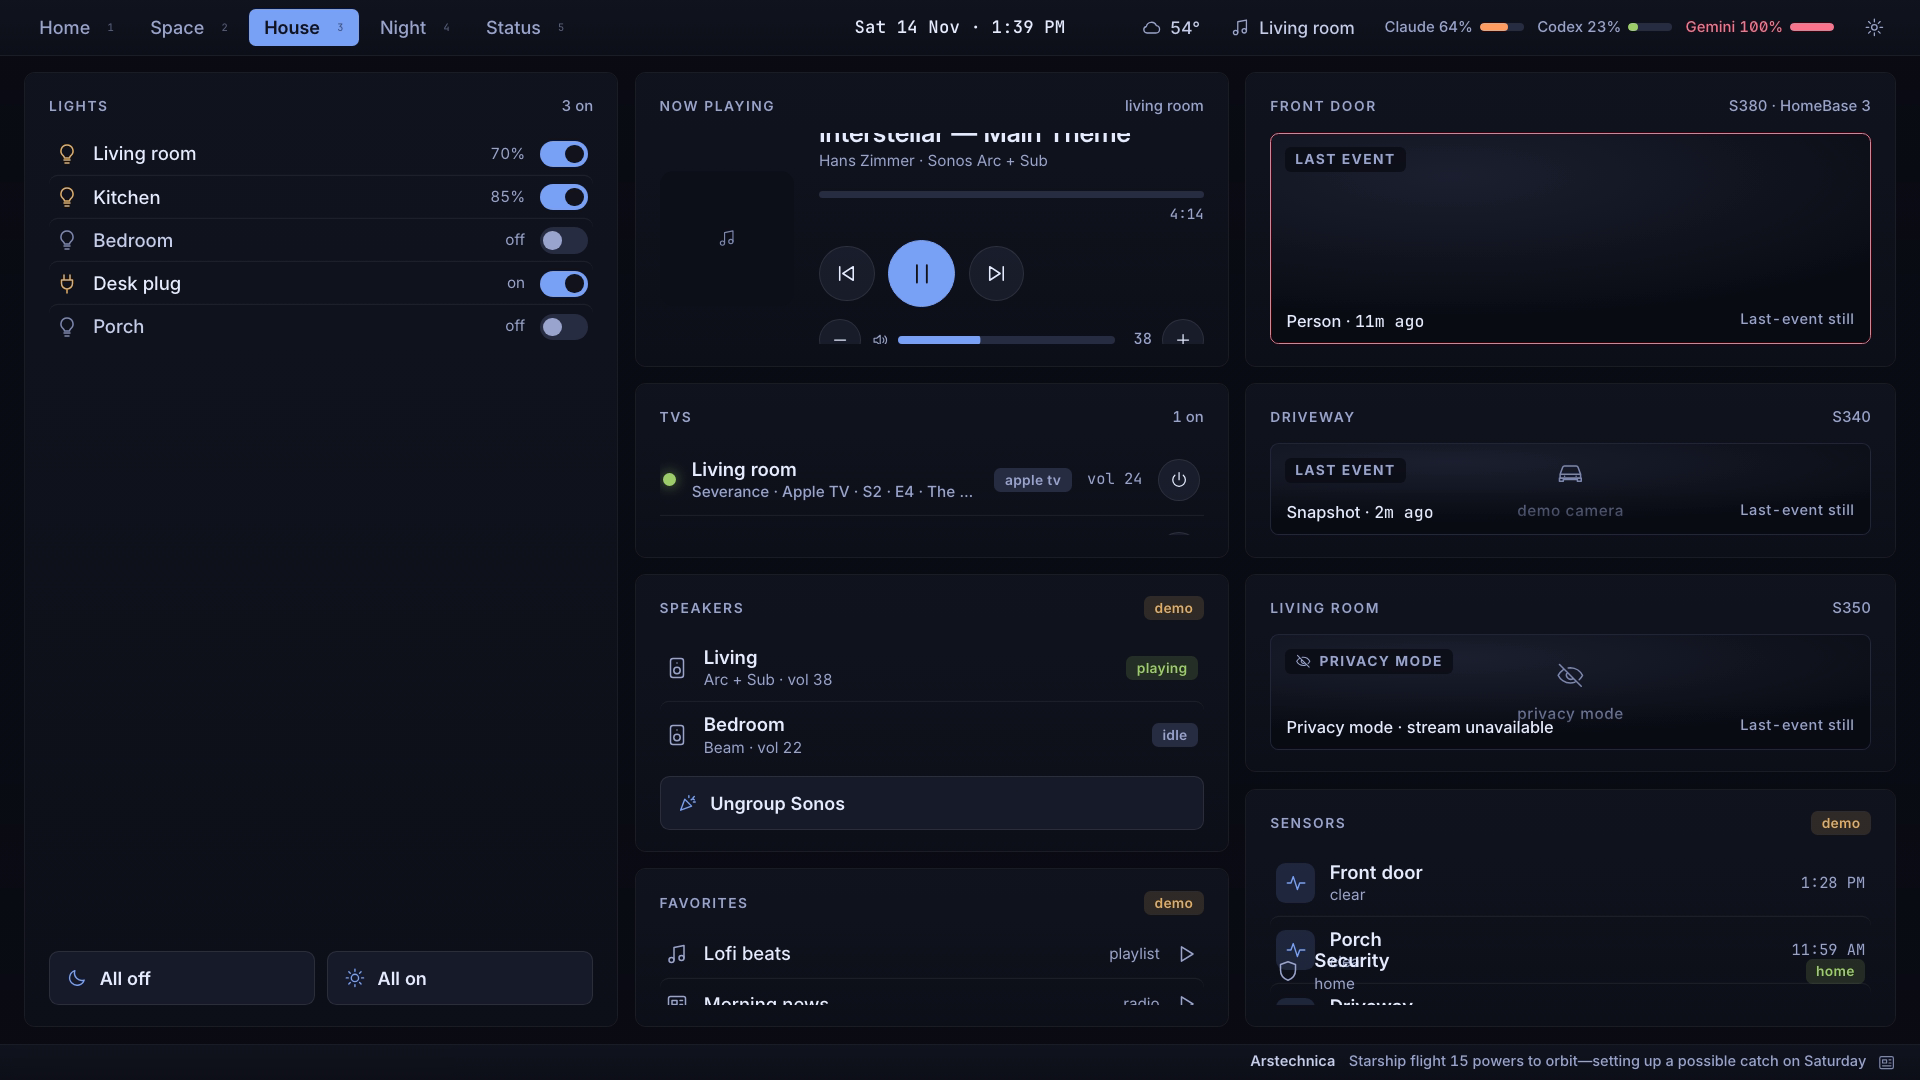 Home 1 Space 2 House 3 Night 4 Status 5 Sat 14 Nov · 1:39 PM 54° Living room Claude 64% Codex 23% Gemini 100%
LIGHTS 3 on
Living room 70%
Kitchen 85%
Bedroom off
Desk plug on
Porch off
All off All on
NOW PLAYING living room
Interstellar — Main Theme
Hans Zimmer · Sonos Arc + Sub
4:14
38
TVS 1 on
Living room
Severance · Apple TV · S2 · E4 · The ...
apple tv vol 24
SPEAKERS demo
Living
Arc + Sub · vol 38
playing
Bedroom
Beam · vol 22
idle
Ungroup Sonos
FAVORITES demo
Lofi beats playlist
Morning news radio
FRONT DOOR S380 · HomeBase 3
LAST EVENT
Person · 11m ago Last-event still
DRIVEWAY S340
LAST EVENT
demo camera
Snapshot · 2m ago Last-event still
LIVING ROOM S350
PRIVACY MODE
privacy mode
Privacy mode · stream unavailable Last-event still
SENSORS demo
Front door
clear
1:28 PM
Porch
11:59 AM
Security
home
home
Driveway
Arstechnica Starship flight 15 powers to orbit—setting up a possible catch on Saturday